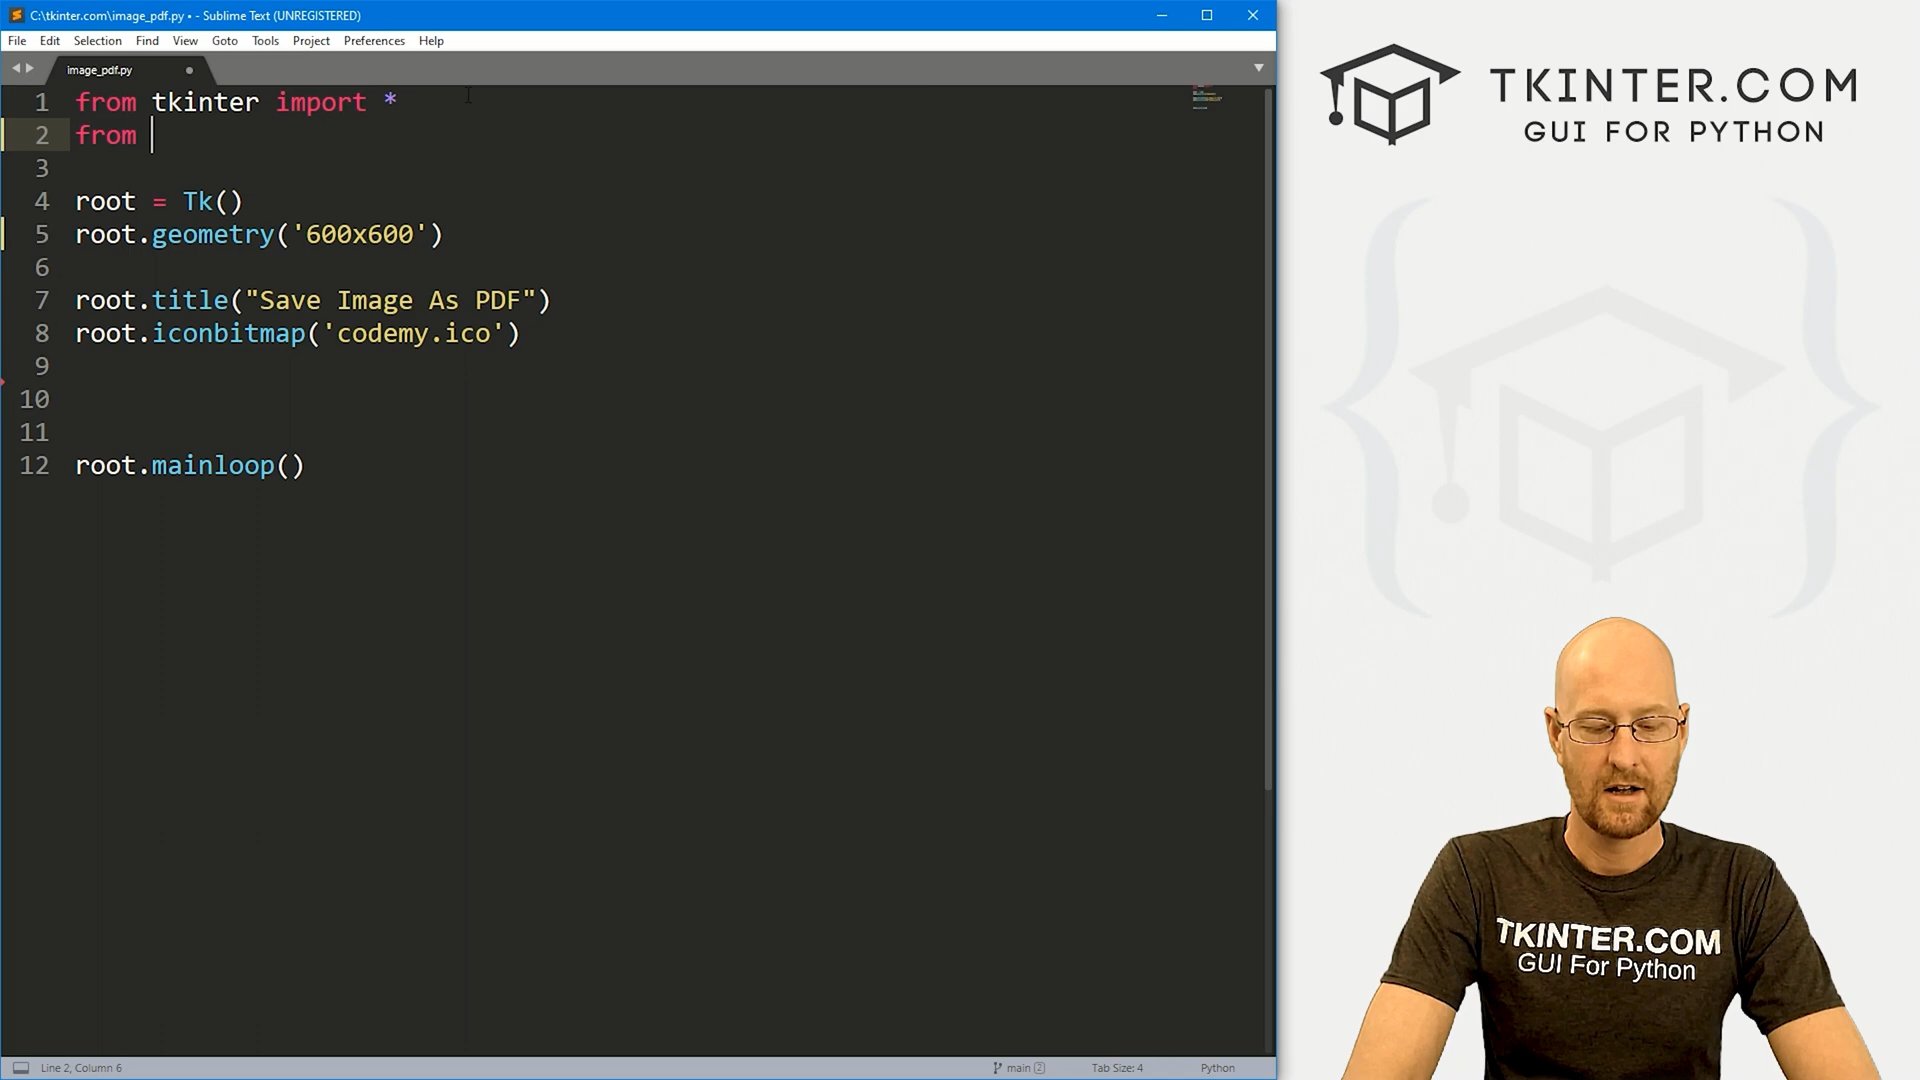 C:\tkinter.com\image_pdf.py • - Sublime Text (UNREGISTERED)
File Edit Selection Find View Goto Tools Project Preferences Help
image_pdf.py
1 from tkinter import *
2 from
3
4 root = Tk()
5 root.geometry('600x600')
6
7 root.title("Save Image As PDF")
8 root.iconbitmap('codemy.ico')
9
10
11
12 root.mainloop()
Line 2, Column 6
main 2
Tab Size: 4
Python
TKINTER.COM
GUI FOR PYTHON
TKINTER.COM
GUI For Python